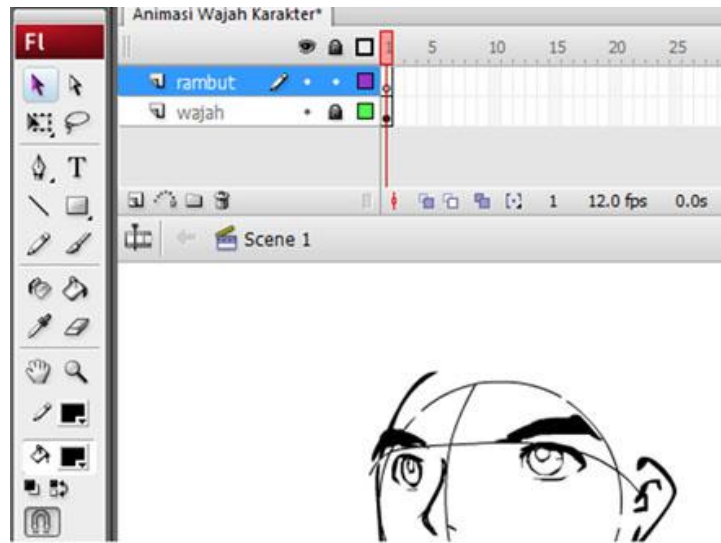 Animasi Wajah Karakter*
Fl
1 5 10 15 20 25
rambut
wajah
T
1 12.0 fps 0.0s
Scene 1